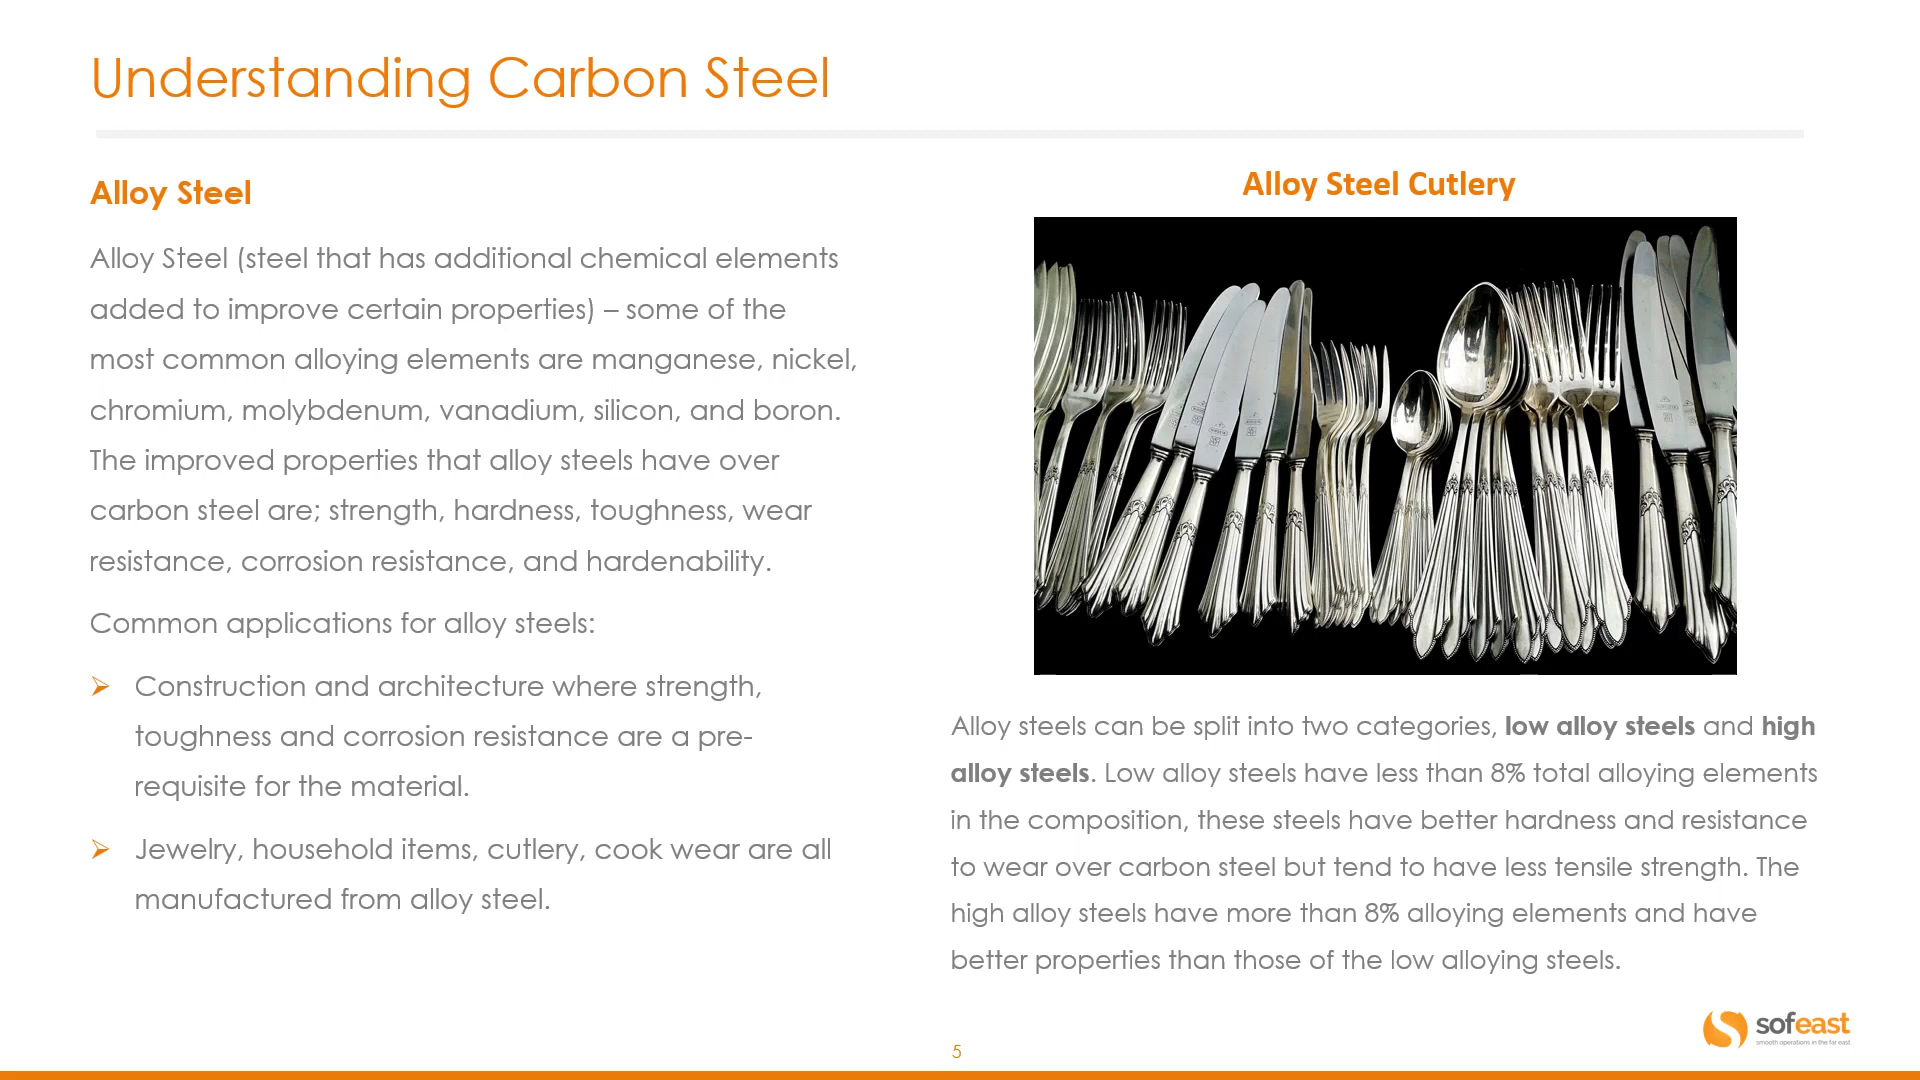 Understanding Carbon Steel
Alloy Steel
Alloy Steel (steel that has additional chemical elements
added to improve certain properties) – some of the
most common alloying elements are manganese, nickel,
chromium, molybdenum, vanadium, silicon, and boron.
The improved properties that alloy steels have over
carbon steel are; strength, hardness, toughness, wear
resistance, corrosion resistance, and hardenability.
Common applications for alloy steels:
Construction and architecture where strength,
toughness and corrosion resistance are a pre-
requisite for the material.
Jewelry, household items, cutlery, cook wear are all
manufactured from alloy steel.
Alloy Steel Cutlery
Alloy steels can be split into two categories, low alloy steels and high
alloy steels. Low alloy steels have less than 8% total alloying elements
in the composition, these steels have better hardness and resistance
to wear over carbon steel but tend to have less tensile strength. The
high alloy steels have more than 8% alloying elements and have
better properties than those of the low alloying steels.
sofeast
smooth operations in the far east
5